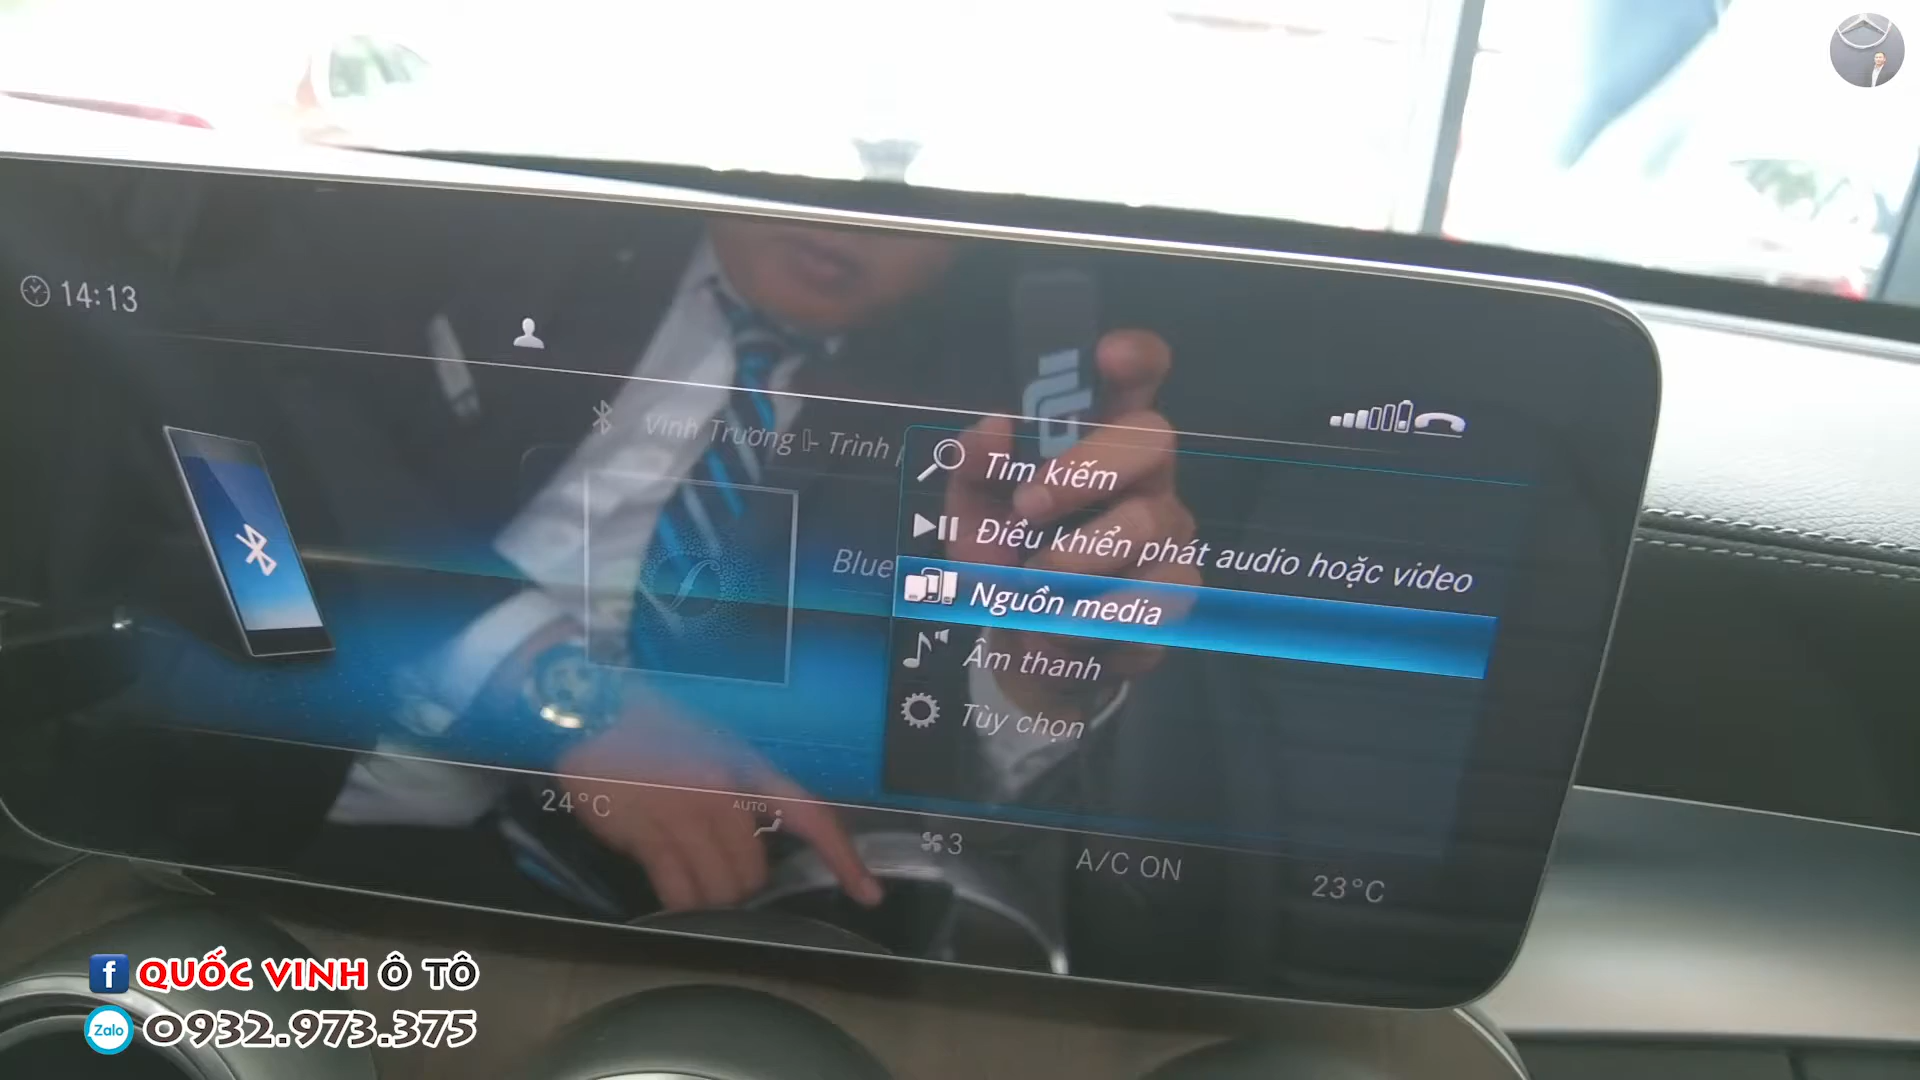 14:13
Vinh Trương - Trình
Tìm kiếm
Điều khiển phát audio hoặc video
Blue
Nguồn media
Âm thanh
Tùy chọn
24°C
AUTO
3
A/C ON
23°C
f QUỐC VINH Ô TÔ
Zalo 0932.973.375